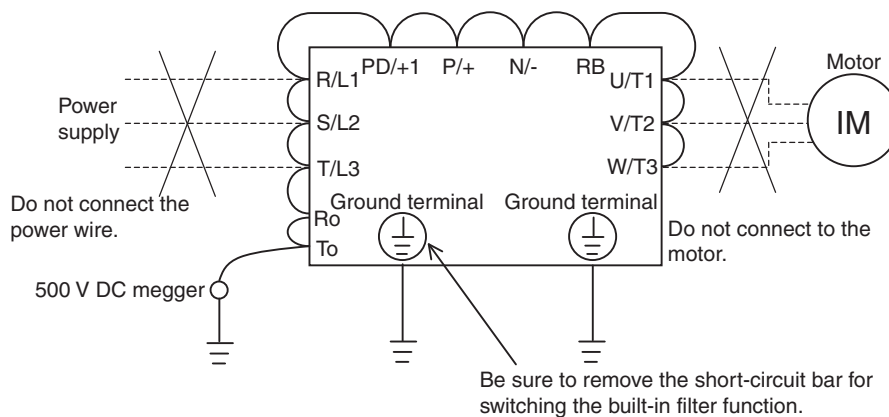 PD/+1 P/+ N/- RB
R/L1
S/L2
T/L3
Ro
To
U/T1
V/T2
W/T3
Motor
IM
Power
supply
Do not connect the
power wire.
Ground terminal
Ground terminal
Do not connect to the
motor.
500 V DC megger
Be sure to remove the short-circuit bar for
switching the built-in filter function.